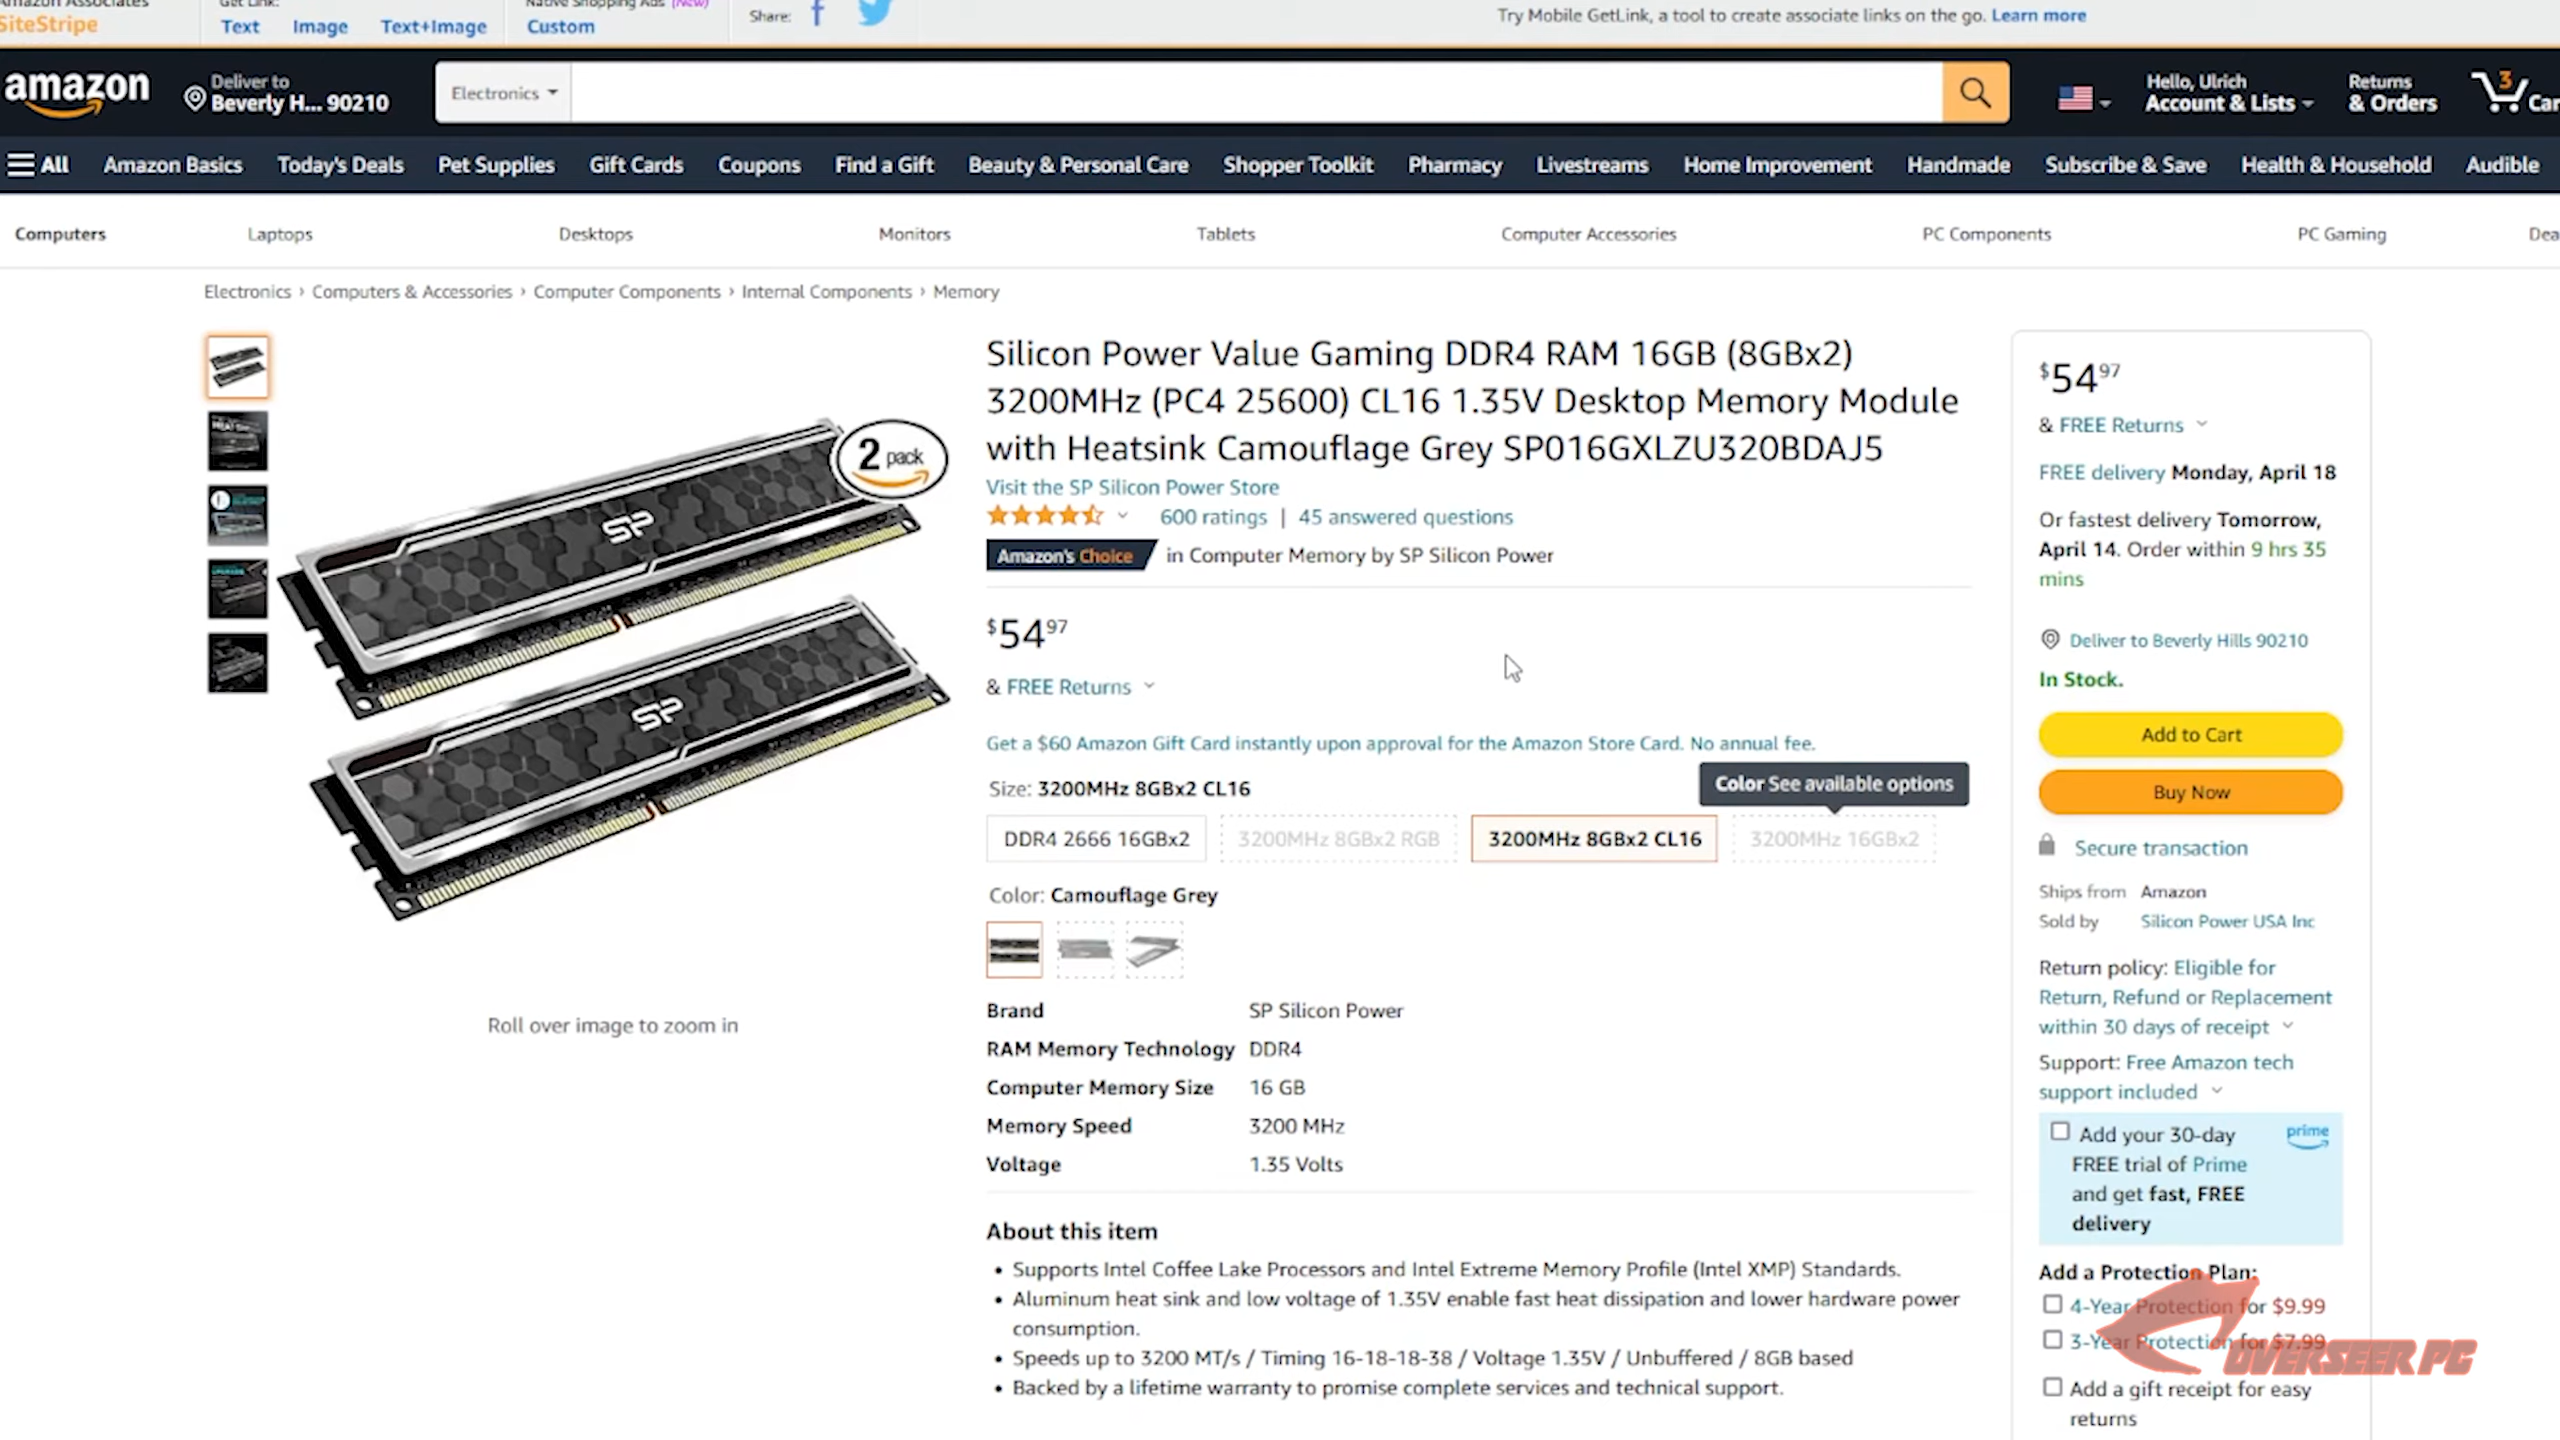 Amazon Associates
SiteStripe
Get Link:
Text Image Text+Image
Native Shopping Ads (New)
Custom
Share:
Try Mobile GetLink, a tool to create associate links on the go. Learn more
amazon
Deliver to
Beverly H... 90210
Electronics
Hello, Ulrich
Account & Lists
Returns
& Orders
3
Car
All Amazon Basics Today's Deals Pet Supplies Gift Cards Coupons Find a Gift Beauty & Personal Care Shopper Toolkit Pharmacy Livestreams Home Improvement Handmade Subscribe & Save Health & Household Audible
Computers Laptops Desktops Monitors Tablets Computer Accessories PC Components PC Gaming Dea
Electronics › Computers & Accessories › Computer Components › Internal Components › Memory
2 pack
SP
SP
Roll over image to zoom in
Silicon Power Value Gaming DDR4 RAM 16GB (8GBx2)
3200MHz (PC4 25600) CL16 1.35V Desktop Memory Module
with Heatsink Camouflage Grey SP016GXLZU320BDAJ5
Visit the SP Silicon Power Store
600 ratings | 45 answered questions
Amazon's Choice in Computer Memory by SP Silicon Power
$54 97
& FREE Returns
Get a $60 Amazon Gift Card instantly upon approval for the Amazon Store Card. No annual fee.
Size: 3200MHz 8GBx2 CL16
Color See available options
DDR4 2666 16GBx2 3200MHz 8GBx2 RGB 3200MHz 8GBx2 CL16 3200MHz 16GBx2
Color: Camouflage Grey
Brand SP Silicon Power
RAM Memory Technology DDR4
Computer Memory Size 16 GB
Memory Speed 3200 MHz
Voltage 1.35 Volts
About this item
• Supports Intel Coffee Lake Processors and Intel Extreme Memory Profile (Intel XMP) Standards.
• Aluminum heat sink and low voltage of 1.35V enable fast heat dissipation and lower hardware power
consumption.
• Speeds up to 3200 MT/s / Timing 16-18-18-38 / Voltage 1.35V / Unbuffered / 8GB based
• Backed by a lifetime warranty to promise complete services and technical support.
$54 97
& FREE Returns
FREE delivery Monday, April 18
Or fastest delivery Tomorrow,
April 14. Order within 9 hrs 35
mins
Deliver to Beverly Hills 90210
In Stock.
Add to Cart
Buy Now
Secure transaction
Ships from Amazon
Sold by Silicon Power USA Inc
Return policy: Eligible for
Return, Refund or Replacement
within 30 days of receipt
Support: Free Amazon tech
support included
Add your 30-day
prime
FREE trial of Prime
and get fast, FREE
delivery
Add a Protection Plan:
4-Year Protection for $9.99
3-Year Protection for $7.99
OVERSEER PC
Add a gift receipt for easy
returns